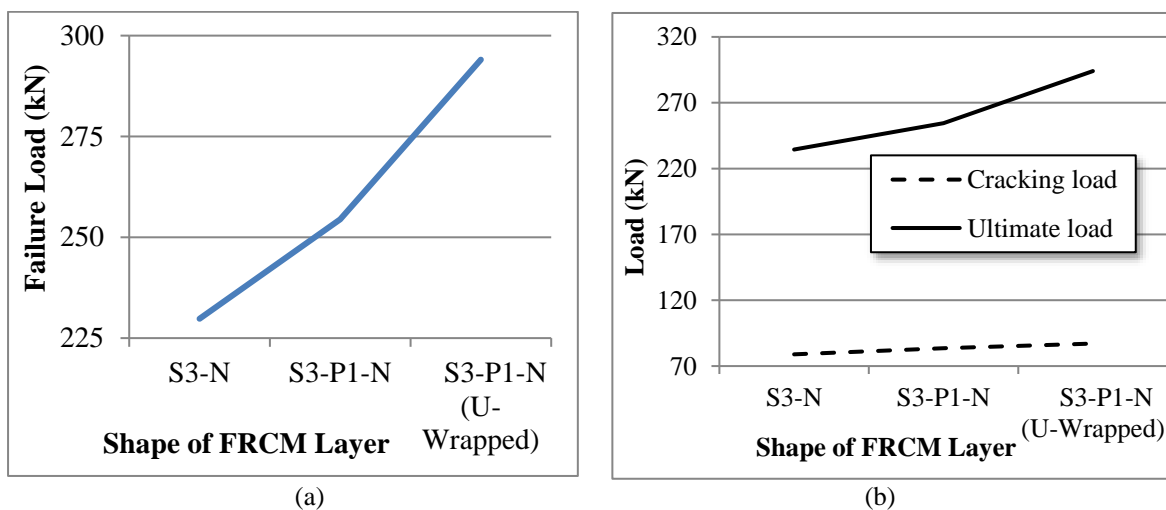 300
275
250
225
Failure Load (kN)
S3-N
S3-P1-N
S3-P1-N
(U-
Wrapped)
Shape of FRCM Layer
(a)
320
270
220
170
120
70
Load (kN)
Cracking load
Ultimate load
S3-N
S3-P1-N
S3-P1-N
(U-Wrapped)
Shape of FRCM Layer
(b)